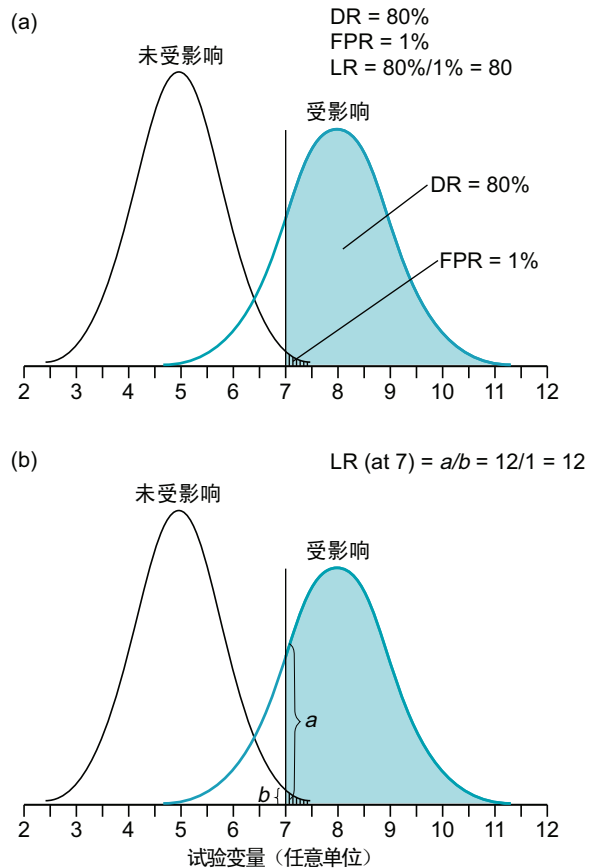 (a)
DR = 80%
FPR = 1%
LR = 80%/1% = 80
未受影响
受影响
DR = 80%
FPR = 1%
2 3 4 5 6 7 8 9 10 11 12
(b)
LR (at 7) = a/b = 12/1 = 12
未受影响
受影响
a
b
2 3 4 5 6 7 8 9 10 11 12
试验变量（任意单位）